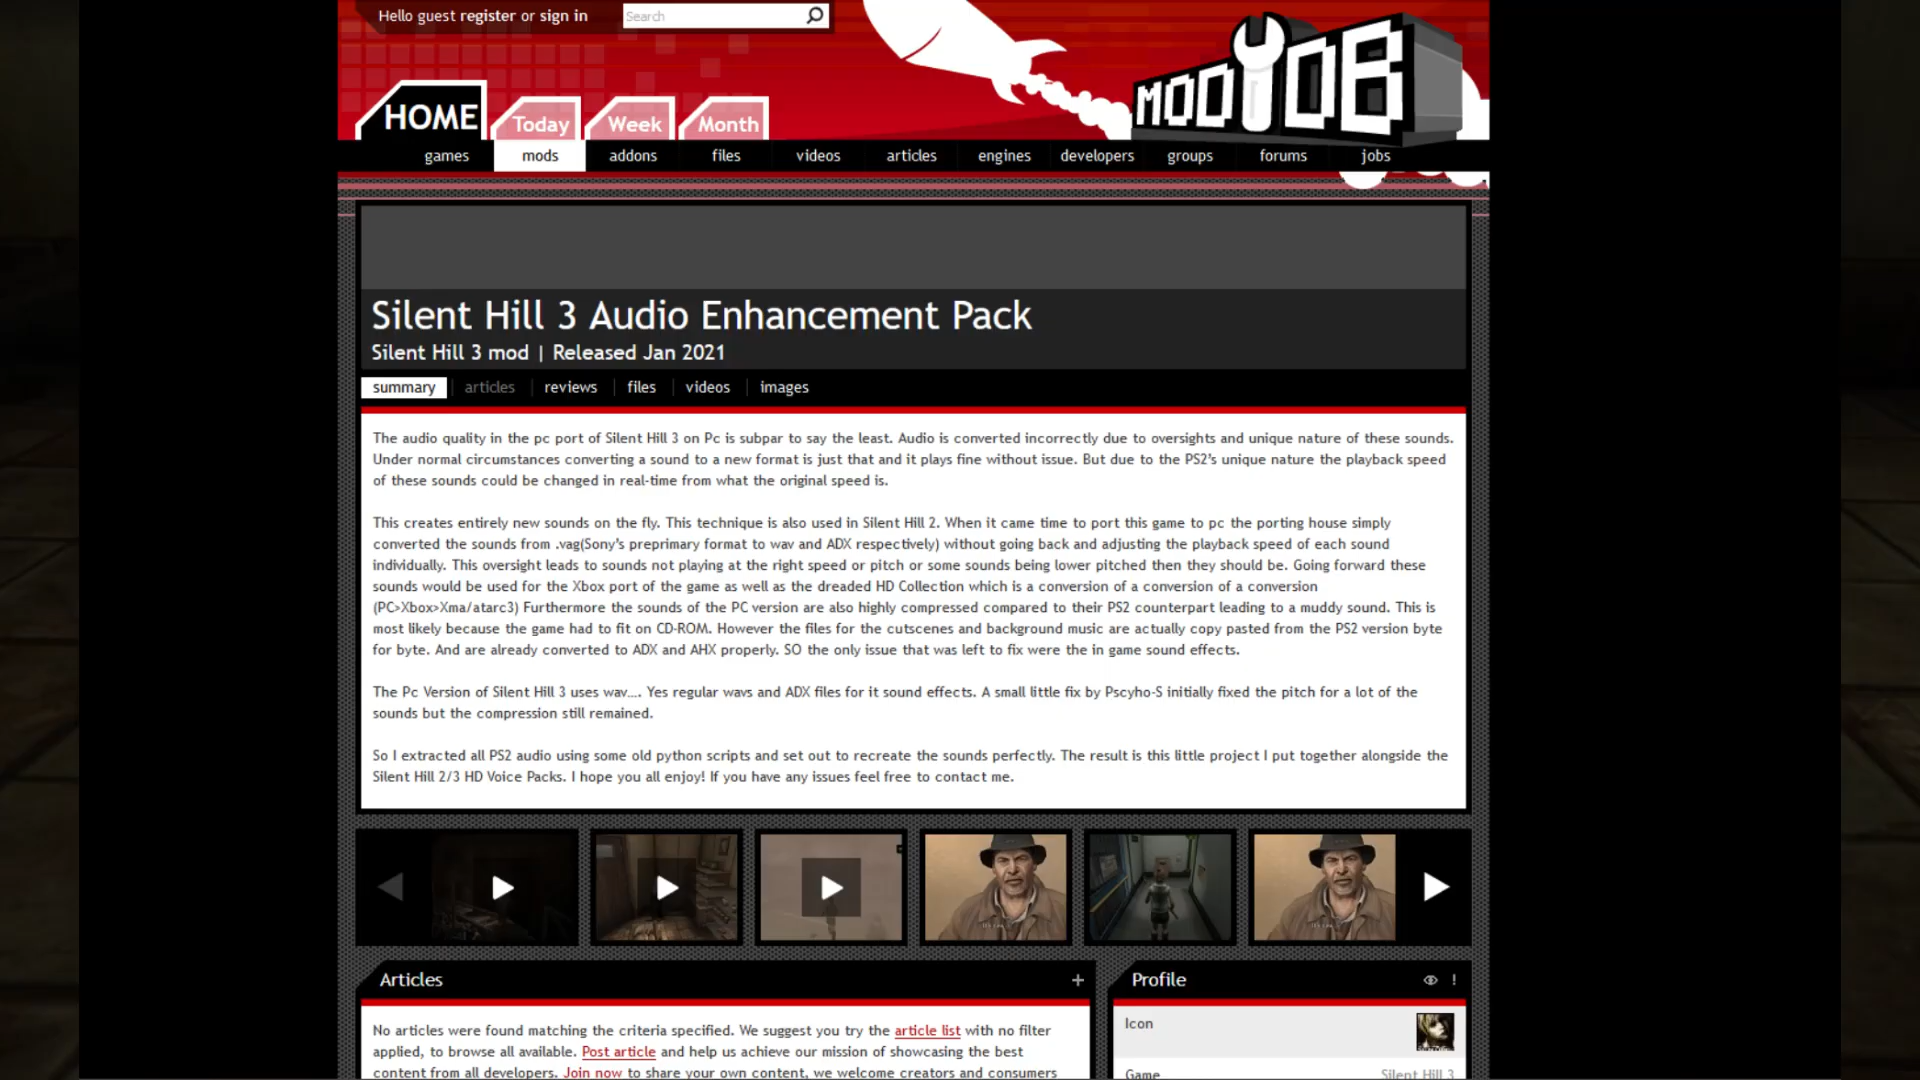 Hello guest register or sign in
Search
MODDB
HOME
Today
Week
Month
games
mods
addons
files
videos
articles
engines
developers
groups
forums
jobs
Silent Hill 3 Audio Enhancement Pack
Silent Hill 3 mod | Released Jan 2021
summary
articles
reviews
files
videos
images
The audio quality in the pc port of Silent Hill 3 on Pc is subpar to say the least. Audio is converted incorrectly due to oversights and unique nature of these sounds.
Under normal circumstances converting a sound to a new format is just that and it plays fine without issue. But due to the PS2's unique nature the playback speed
of these sounds could be changed in real-time from what the original speed is.
This creates entirely new sounds on the fly. This technique is also used in Silent Hill 2. When it came time to port this game to pc the porting house simply
converted the sounds from .vag(Sony's preprimary format to wav and ADX respectively) without going back and adjusting the playback speed of each sound
individually. This oversight leads to sounds not playing at the right speed or pitch or some sounds being lower pitched then they should be. Going forward these
sounds would be used for the Xbox port of the game as well as the dreaded HD Collection which is a conversion of a conversion of a conversion
(PC>Xbox>Xma/atarc3) Furthermore the sounds of the PC version are also highly compressed compared to their PS2 counterpart leading to a muddy sound. This is
most likely because the game had to fit on CD-ROM. However the files for the cutscenes and background music are actually copy pasted from the PS2 version byte
for byte. And are already converted to ADX and AHX properly. SO the only issue that was left to fix were the in game sound effects.
The Pc Version of Silent Hill 3 uses wav.... Yes regular wavs and ADX files for it sound effects. A small little fix by Pscyho-S initially fixed the pitch for a lot of the
sounds but the compression still remained.
So I extracted all PS2 audio using some old python scripts and set out to recreate the sounds perfectly. The result is this little project I put together alongside the
Silent Hill 2/3 HD Voice Packs. I hope you all enjoy! If you have any issues feel free to contact me.
Articles
+
Profile
!
No articles were found matching the criteria specified. We suggest you try the article list with no filter
applied, to browse all available. Post article and help us achieve our mission of showcasing the best
content from all developers. Join now to share your own content, we welcome creators and consumers
Icon
Game
Silent Hill 3